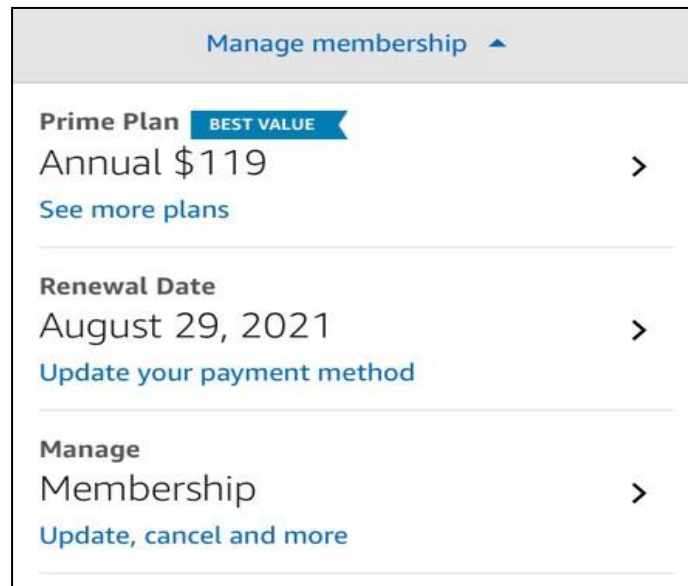 Manage membership
Prime Plan BEST VALUE
Annual $119
See more plans
Renewal Date
August 29, 2021
Update your payment method
Manage
Membership
Update, cancel and more